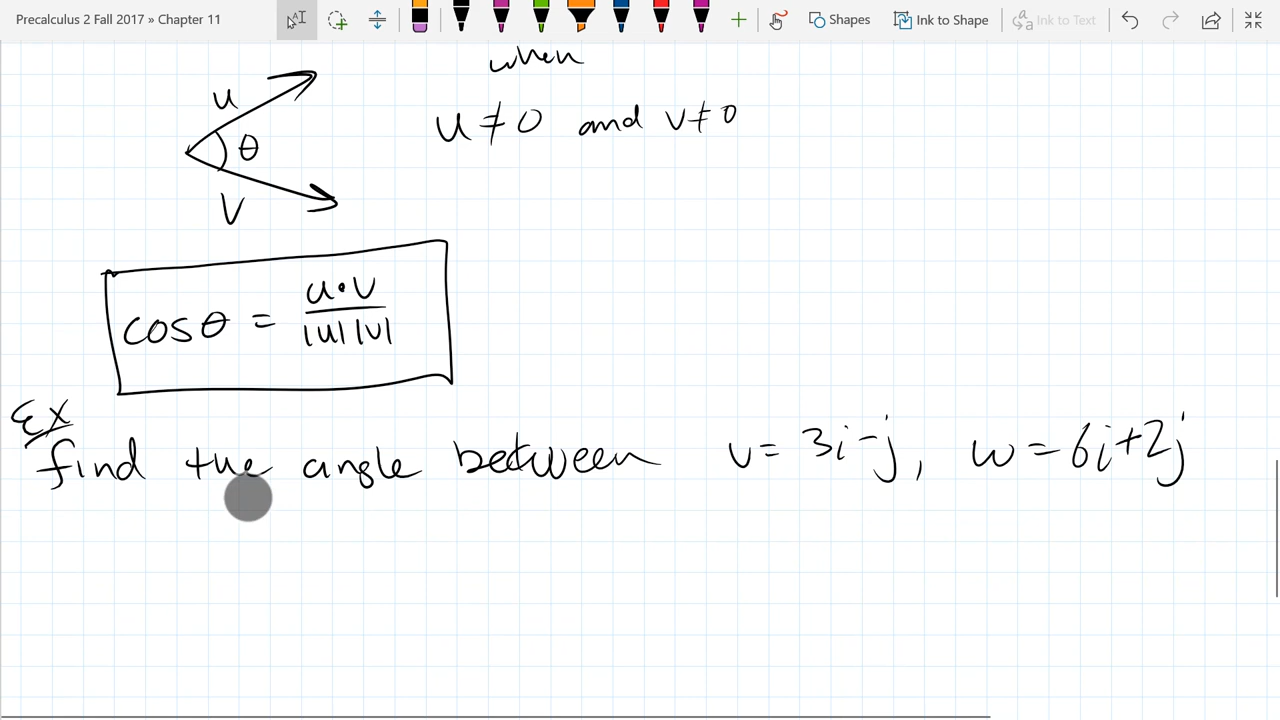 Precalculus 2 Fall 2017 » Chapter 11
Shapes
Ink to Shape
Ink to Text
when
u
θ
v
u ≠ 0 and v ≠ 0
cosθ = u • v / |u| |v|
Ex
find the angle between v = 3i - j, w = 6i + 2j